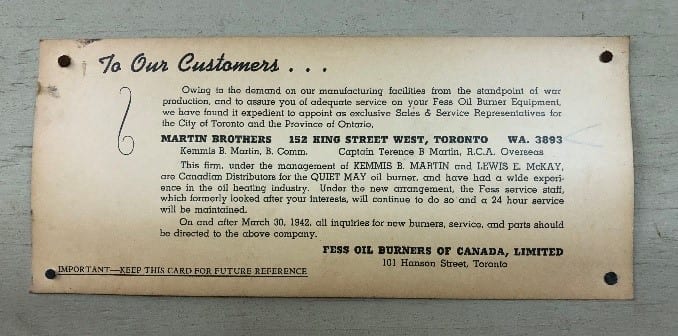 To Our Customers . . .
Owing to the demand on our manufacturing facilities from the standpoint of war
production, and to assure you of adequate service on your Fess Oil Burner Equipment,
we have found it expedient to appoint as exclusive Sales & Service Representatives for
the City of Toronto and the Province of Ontario,
MARTIN BROTHERS 152 KING STREET WEST, TORONTO WA. 3893
Kemmis B. Martin, B. Comm. Captain Terence B Martin, R.C.A. Overseas
This firm, under the management of KEMMIS B. MARTIN and LEWIS E. McKAY,
are Canadian Distributors for the QUIET MAY oil burner, and have had a wide experi-
ence in the oil heating industry. Under the new arrangement, the Fess service staff,
which formerly looked after your interests, will continue to do so and a 24 hour service
will be maintained.
On and after March 30, 1942, all inquiries for new burners, service, and parts should
be directed to the above company.
FESS OIL BURNERS OF CANADA, LIMITED
101 Hanson Street, Toronto
IMPORTANT—KEEP THIS CARD FOR FUTURE REFERENCE